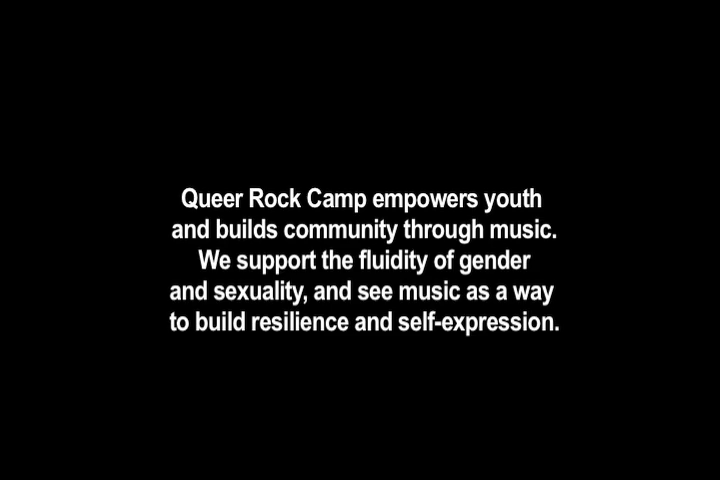 Queer Rock Camp empowers youth
and builds community through music.
We support the fluidity of gender
and sexuality, and see music as a way
to build resilience and self-expression.